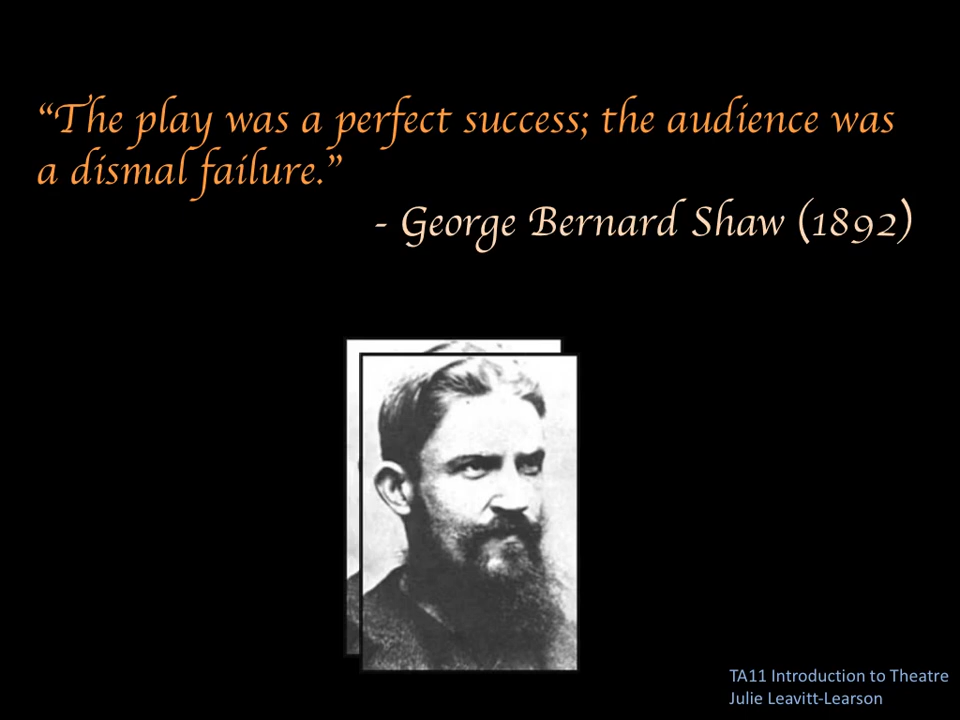 “The play was a perfect success; the audience was
a dismal failure.”
- George Bernard Shaw (1892)
TA11 Introduction to Theatre
Julie Leavitt-Learson